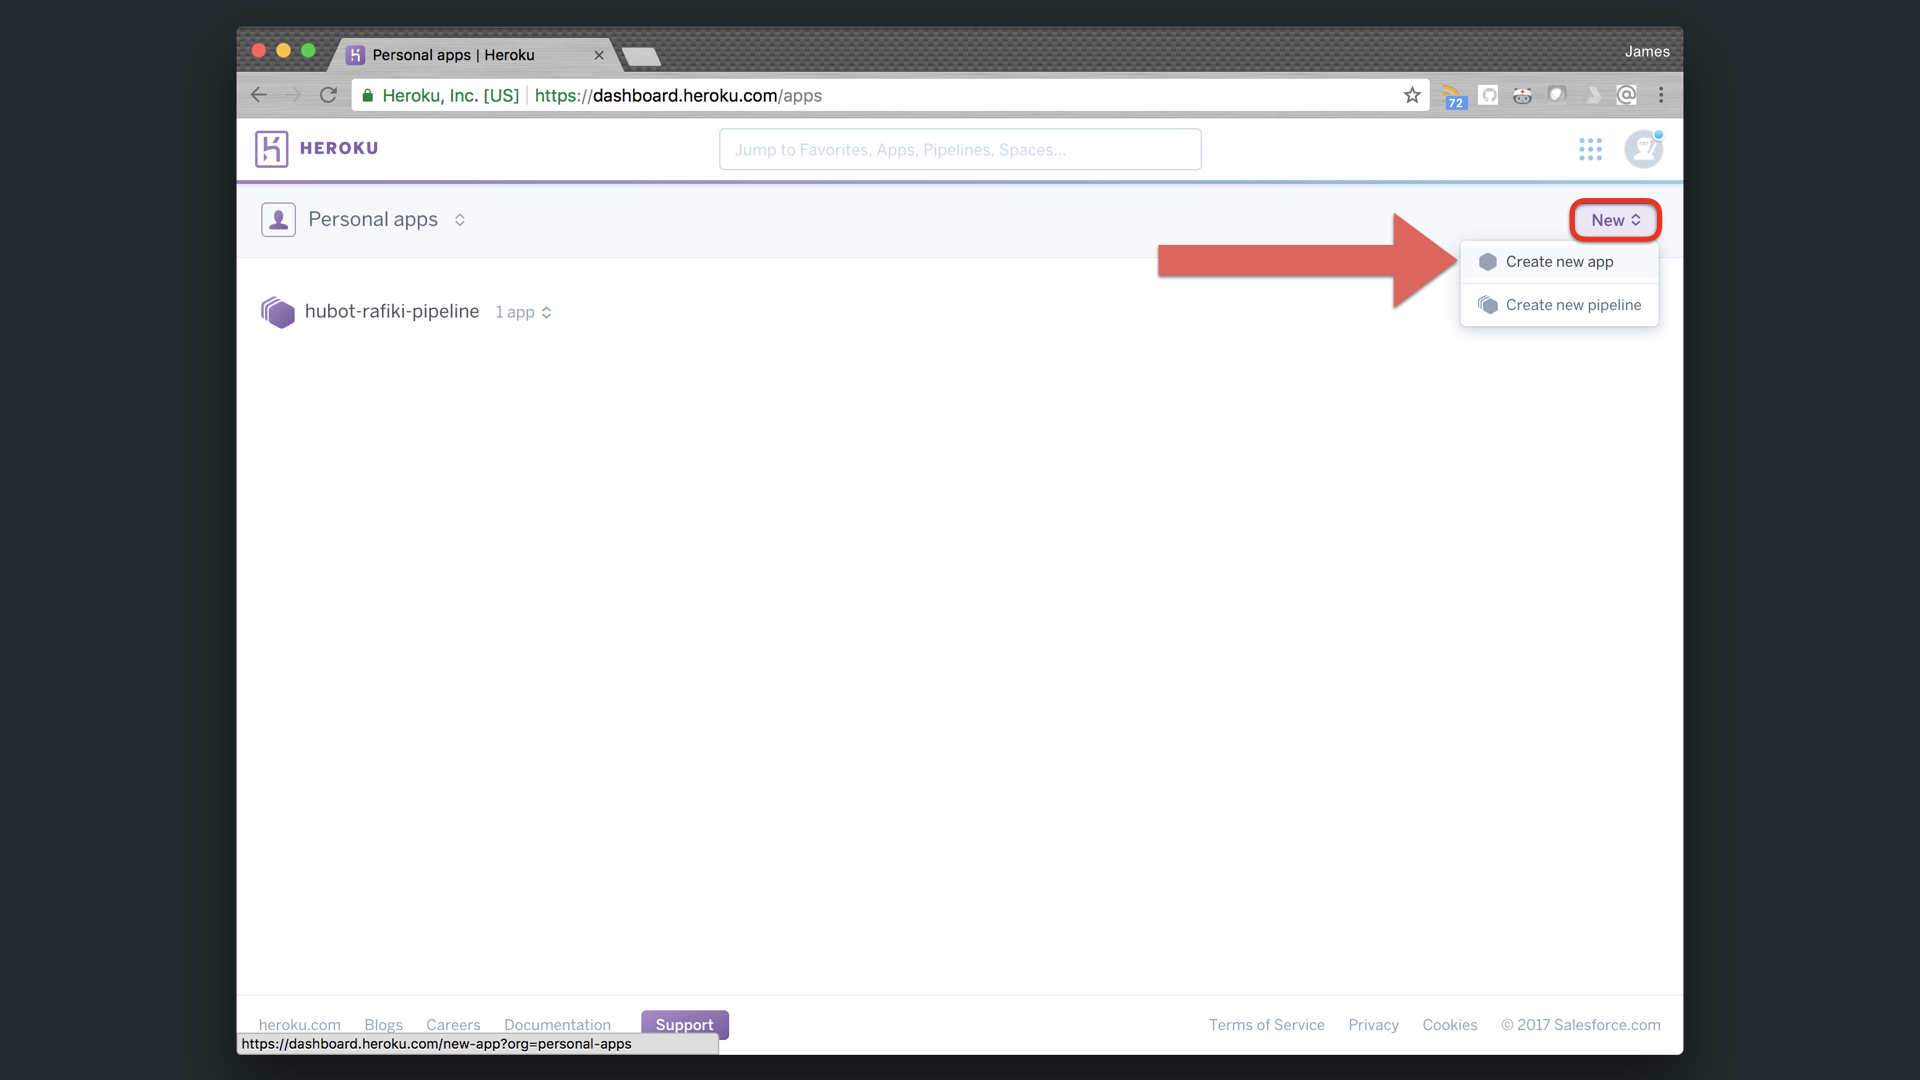 Personal apps | Heroku
James
Heroku, Inc. [US] https://dashboard.heroku.com/apps
72
HEROKU
Jump to Favorites, Apps, Pipelines, Spaces...
Personal apps
New
Create new app
Create new pipeline
hubot-rafiki-pipeline 1 app
heroku.com Blogs Careers Documentation Support
Terms of Service Privacy Cookies © 2017 Salesforce.com
https://dashboard.heroku.com/new-app?org=personal-apps